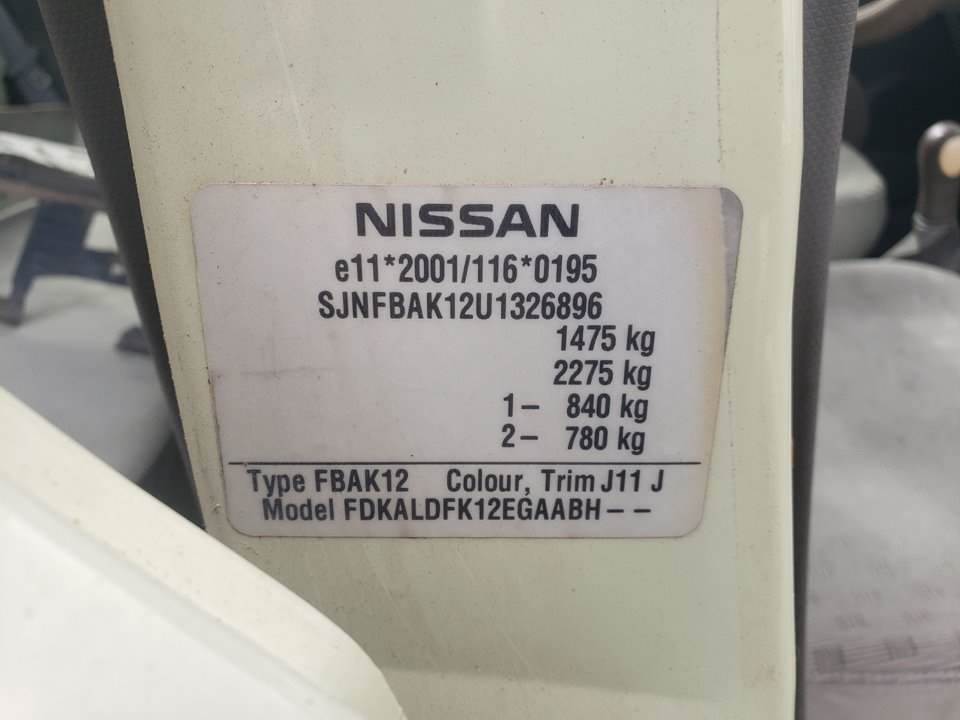 NISSAN
e11*2001/116*0195
SJNFBAK12U1326896
1475 kg
2275 kg
1– 840 kg
2– 780 kg
Type FBAK12 Colour, Trim J11 J
Model FDKALDFK12EGAABH– –